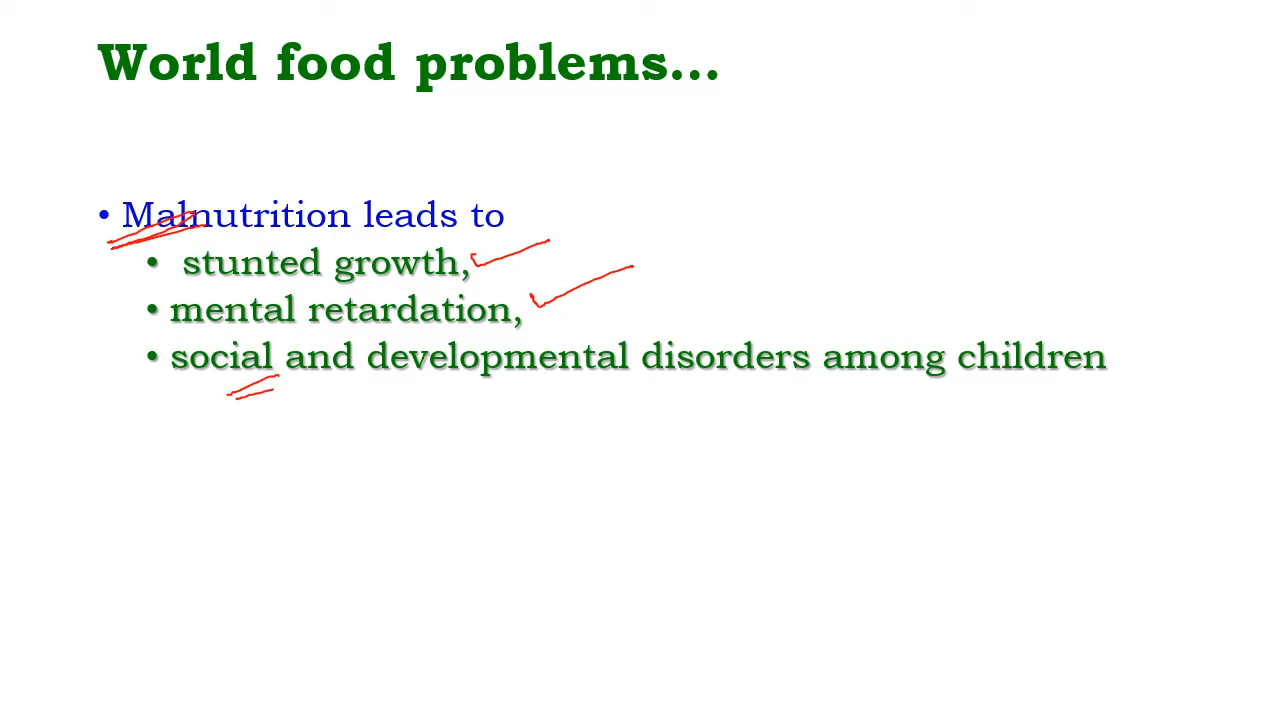 World food problems...
• Malnutrition leads to
• stunted growth,
• mental retardation,
• social and developmental disorders among children